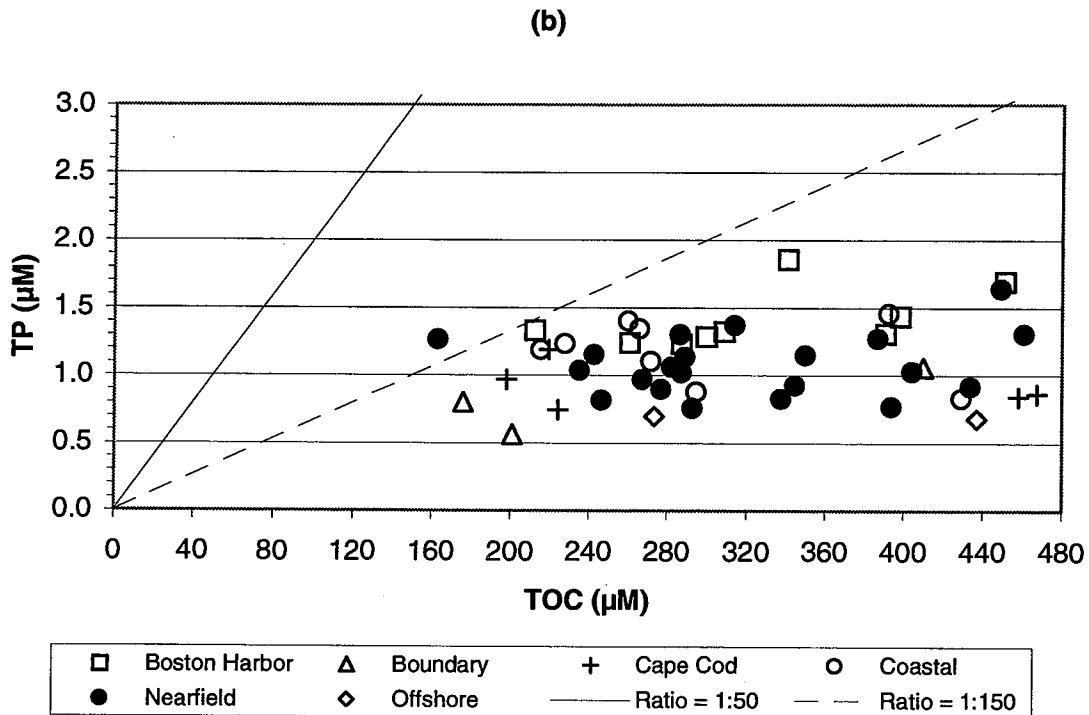 (b)
3.0
2.5
2.0
1.5
1.0
0.5
0.0
TP (µM)
0 40 80 120 160 200 240 280 320 360 400 440 480
TOC (µM)
Boston Harbor Boundary Cape Cod Coastal
Nearfield Offshore Ratio = 1:50 Ratio = 1:150